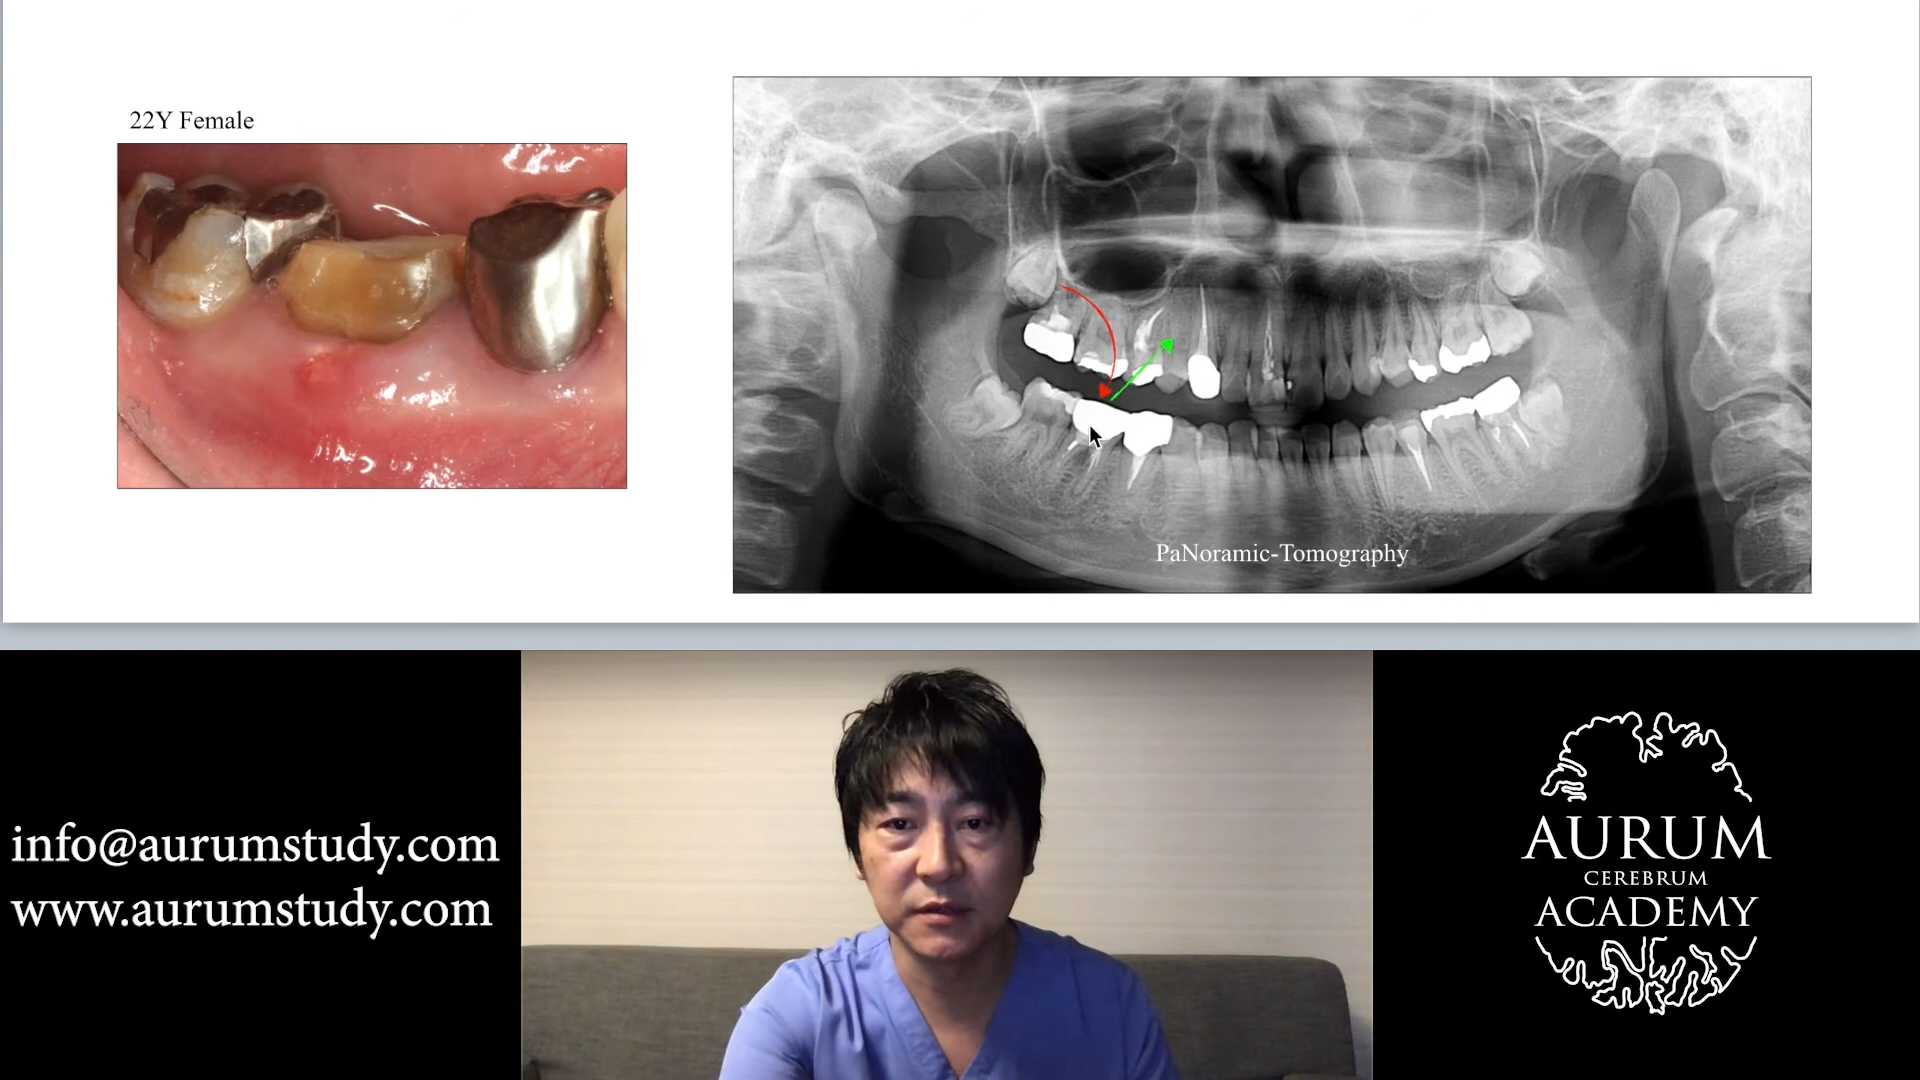 22Y Female
PaNoramic-Tomography
info@aurumstudy.com
www.aurumstudy.com
AURUM
CEREBRUM
ACADEMY